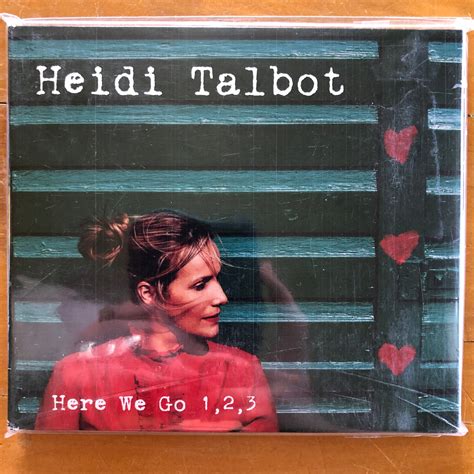 Heidi Talbot
Here We Go 1,2,3